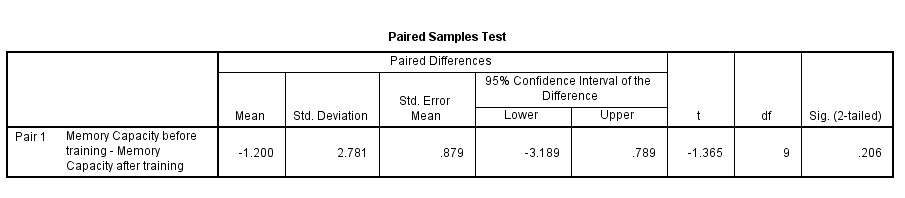 Paired Samples Test
Paired Differences
95% Confidence Interval of the
Difference
Std. Error
Mean
Mean Std. Deviation Lower Upper t df Sig. (2-tailed)
Pair 1 Memory Capacity before
training - Memory
Capacity after training
-1.200 2.781 .879 -3.189 .789 -1.365 9 .206